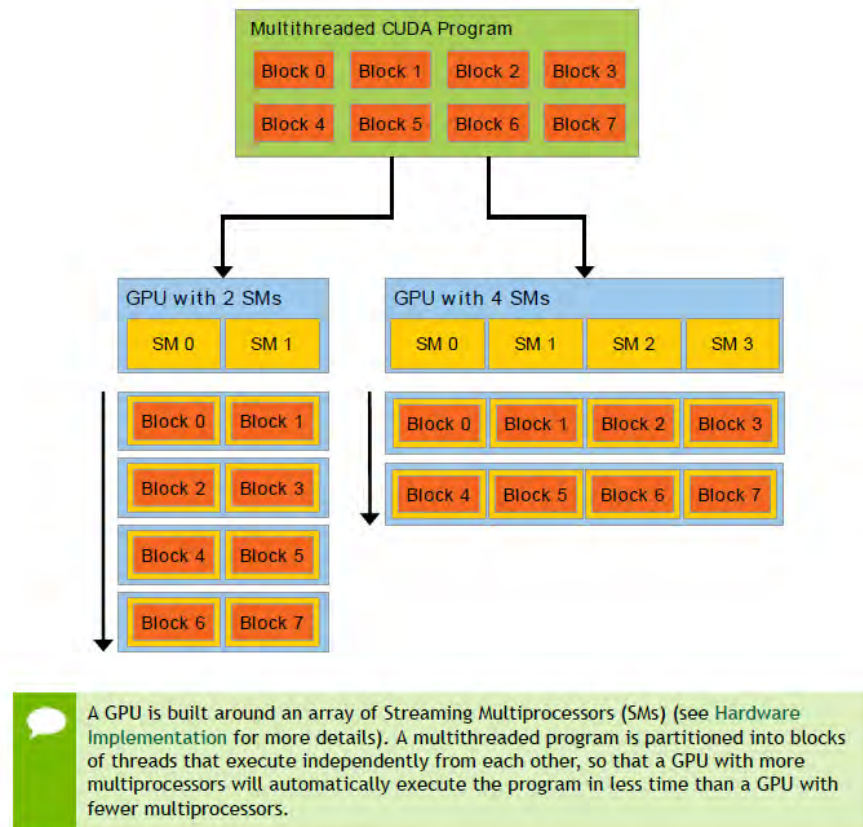 Multithreaded CUDA Program
Block 0 Block 1 Block 2 Block 3
Block 4 Block 5 Block 6 Block 7
GPU with 2 SMs
SM 0 SM 1
Block 0 Block 1
Block 2 Block 3
Block 4 Block 5
Block 6 Block 7
GPU with 4 SMs
SM 0 SM 1 SM 2 SM 3
Block 0 Block 1 Block 2 Block 3
Block 4 Block 5 Block 6 Block 7
A GPU is built around an array of Streaming Multiprocessors (SMs) (see Hardware
Implementation for more details). A multithreaded program is partitioned into blocks
of threads that execute independently from each other, so that a GPU with more
multiprocessors will automatically execute the program in less time than a GPU with
fewer multiprocessors.